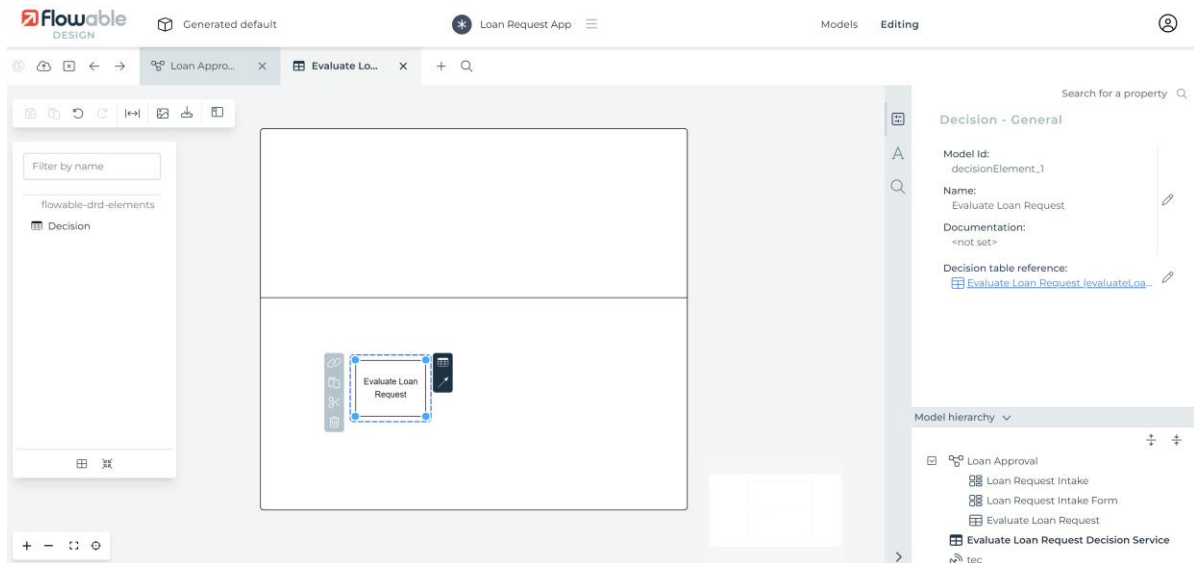 Flowable
DESIGN
Generated default
Loan Request App
Models
Editing
Loan Appro...
Evaluate Lo...
Search for a property
Decision - General
Model Id:
decisionElement_1
Name:
Evaluate Loan Request
Documentation:
<not set>
Decision table reference:
Evaluate Loan Request (evaluateLoa...
Filter by name
flowable-drd-elements
Decision
Evaluate Loan
Request
Model hierarchy
Loan Approval
Loan Request Intake
Loan Request Intake Form
Evaluate Loan Request
Evaluate Loan Request Decision Service
tec